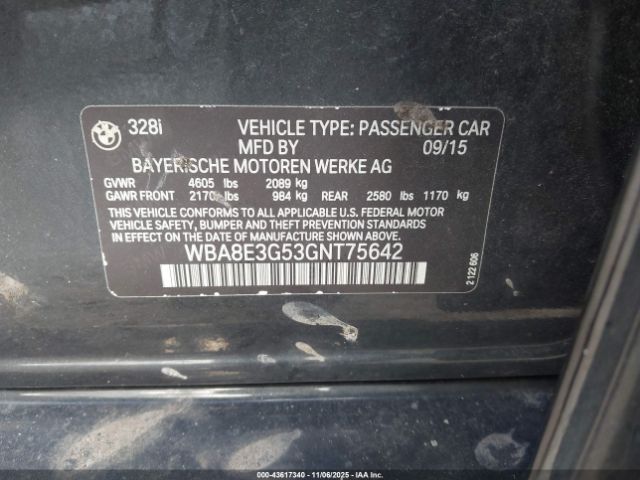 328i VEHICLE TYPE: PASSENGER CAR
MFD BY 09/15
BAYERISCHE MOTOREN WERKE AG
GVWR 4605 lbs 2089 kg
GAWR FRONT 2170 lbs 984 kg REAR 2580 lbs 1170 kg
THIS VEHICLE CONFORMS TO ALL APPLICABLE U.S. FEDERAL MOTOR
VEHICLE SAFETY, BUMPER AND THEFT PREVENTION STANDARDS
IN EFFECT ON THE DATE OF MANUFACTURE SHOWN ABOVE.
WBA8E3G53GNT75642
2 122 606
000-43617340 - 11/06/2025 - IAAI.COM